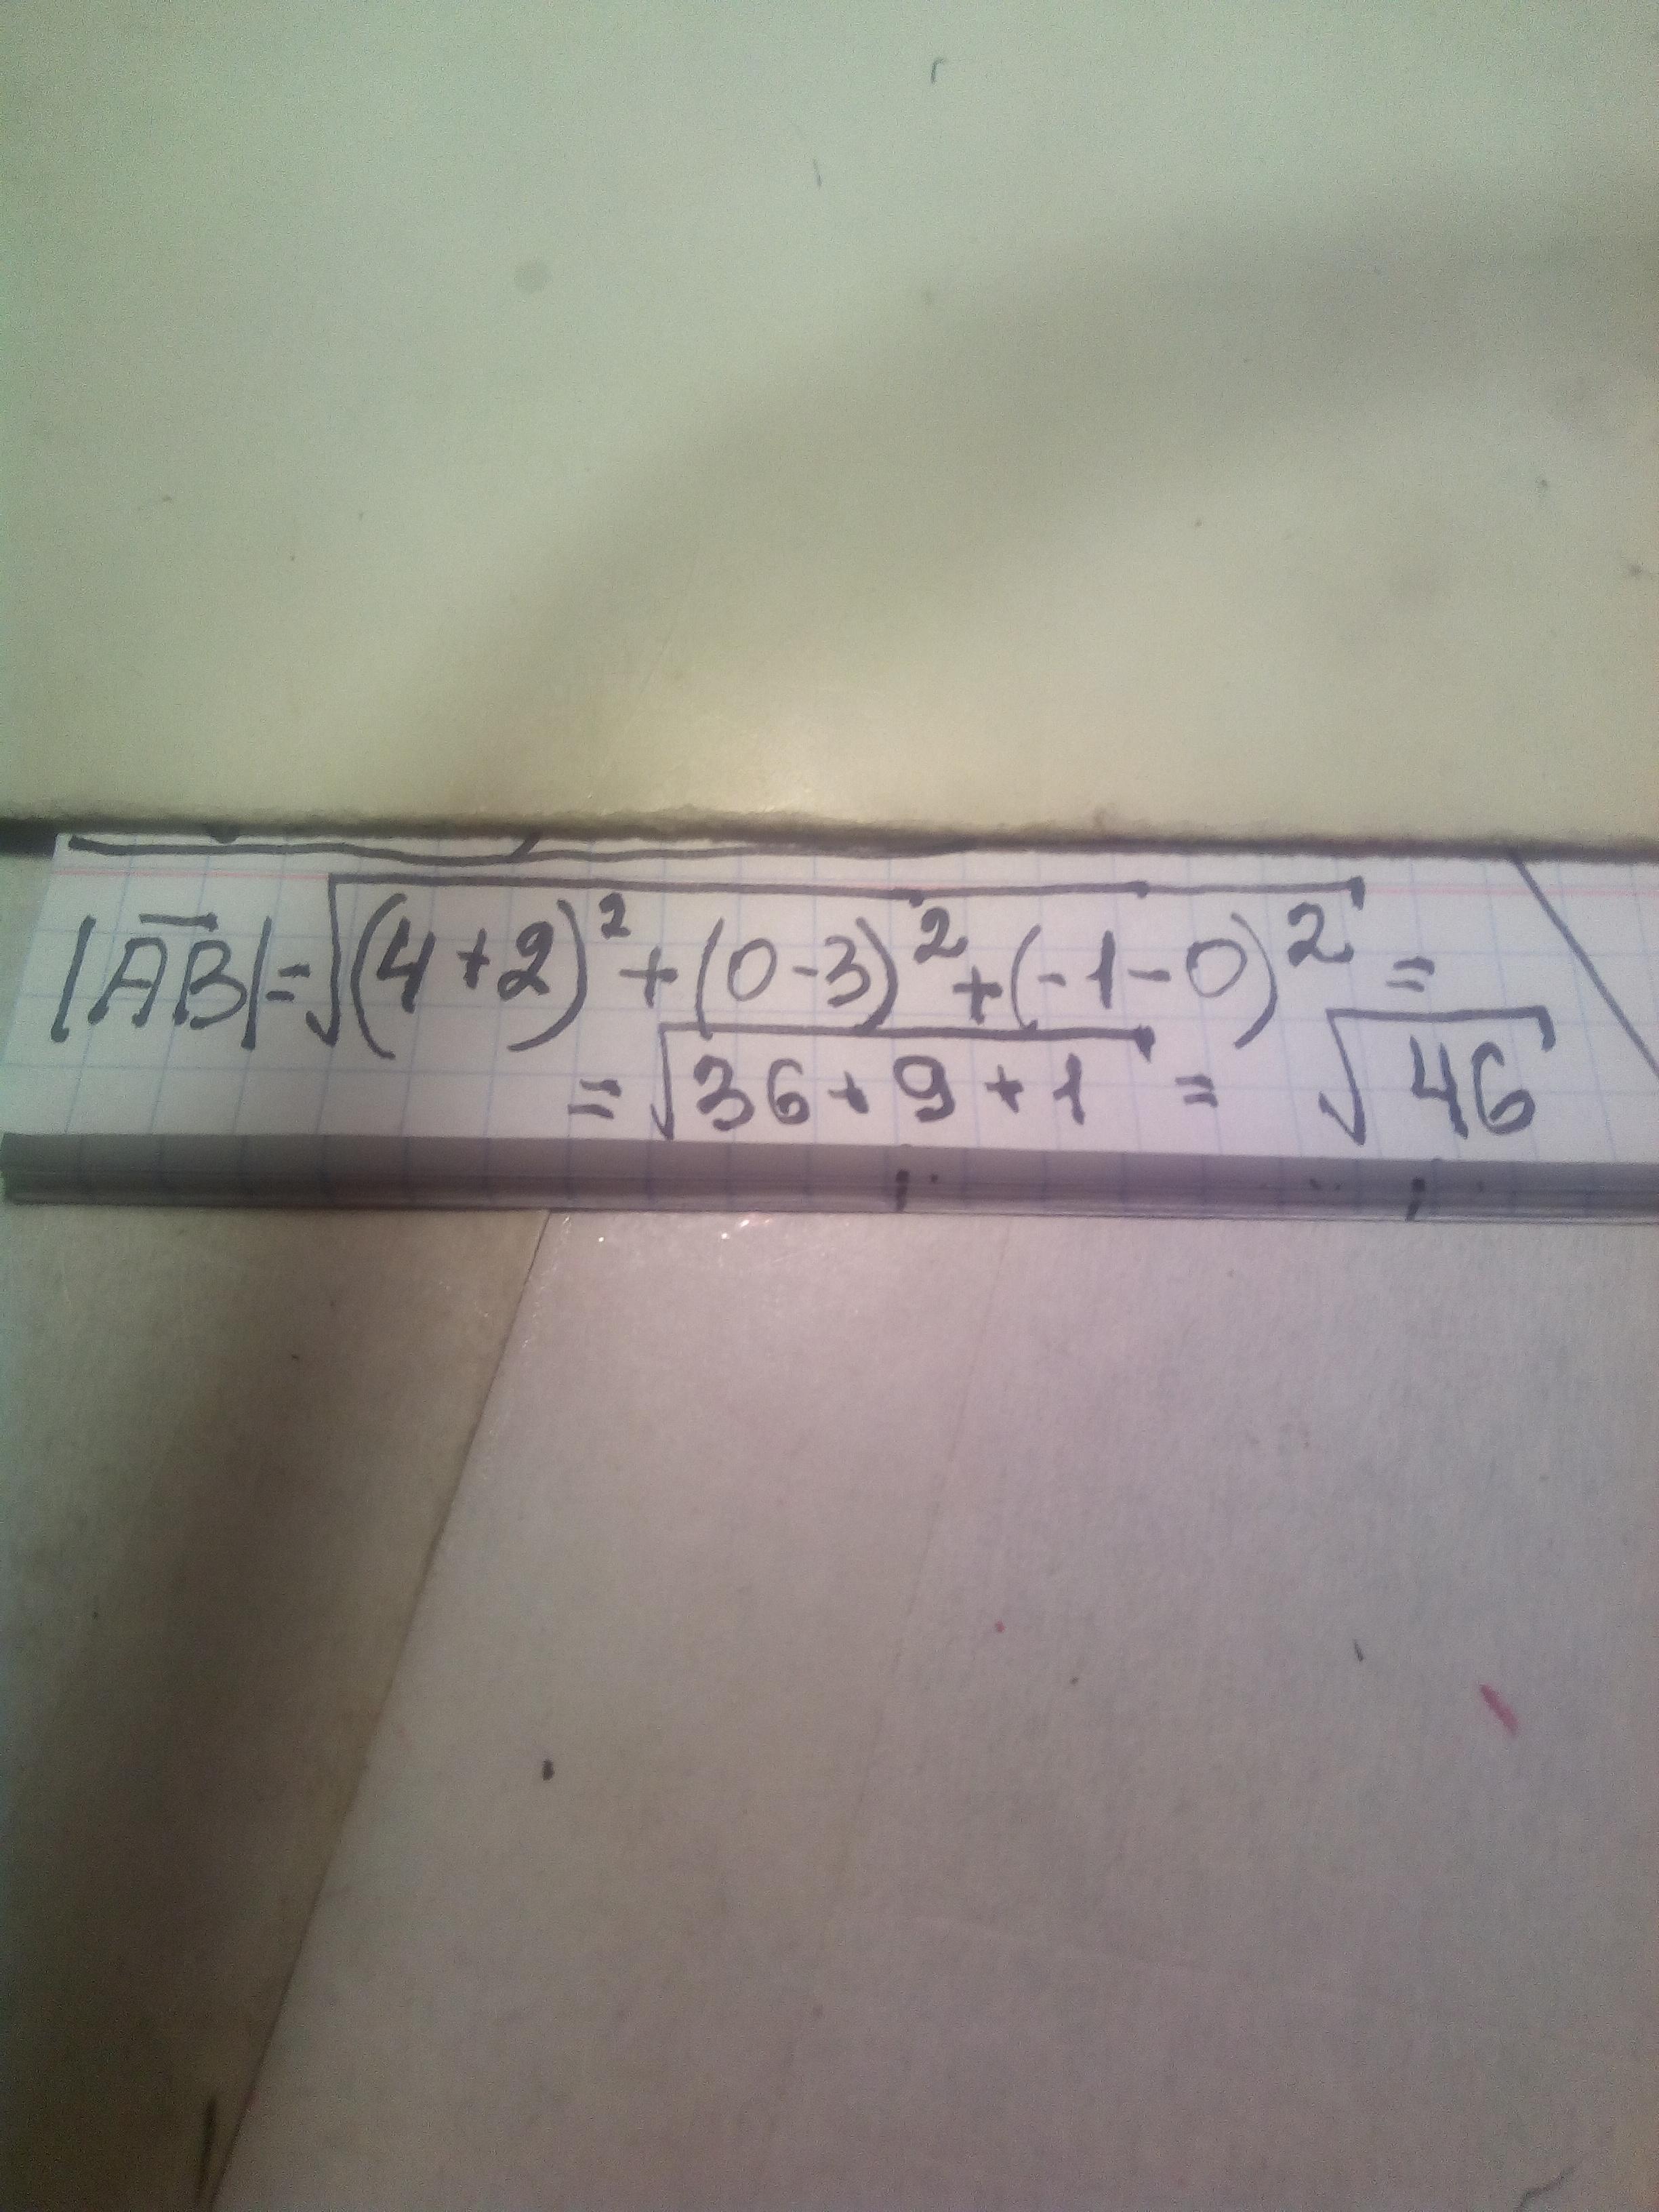 |AB| = √(4+2)² + (0-3)² + (-1-0)² =
= √36+9+1 = √46